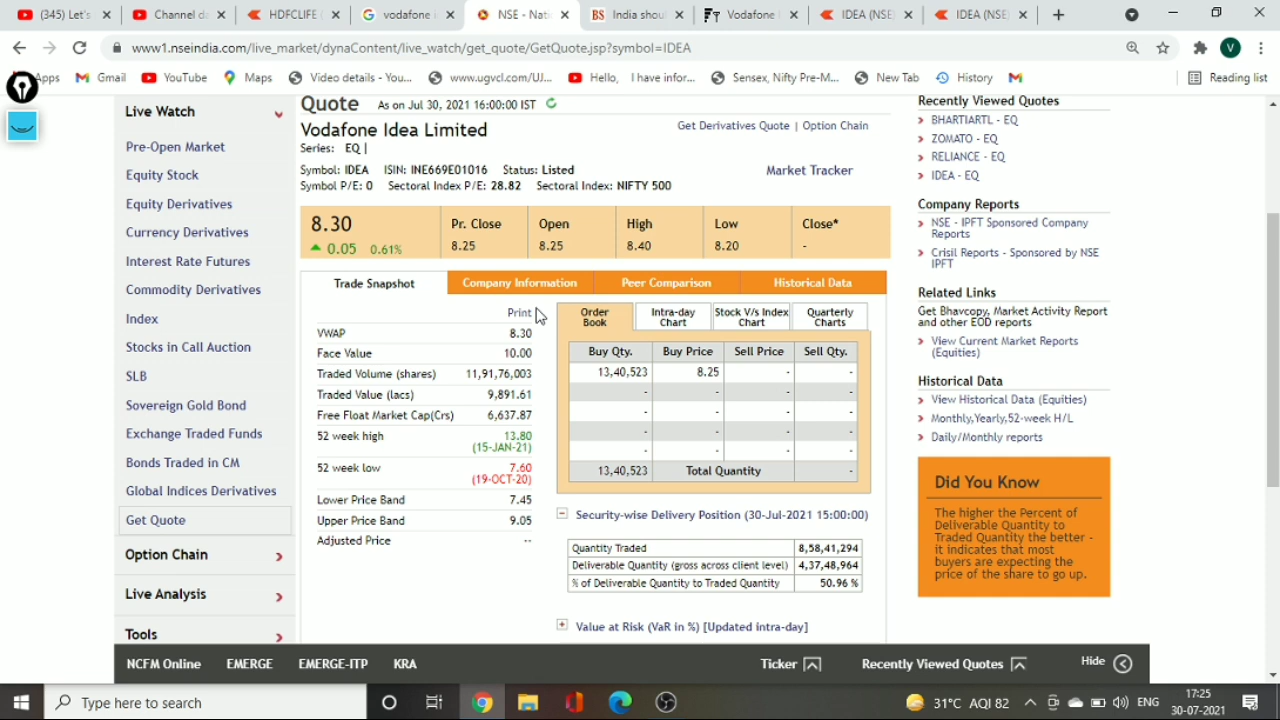 (345) Let's
Channel da
HDFCLIFE (
vodafone i
NSE - Nati
BS India shou
Vodafone I
IDEA (NSE
IDEA (NSE
V
www1.nseindia.com/live_market/dynaContent/live_watch/get_quote/GetQuote.jsp?symbol=IDEA
Apps
Gmail
YouTube
Maps
Video details - You...
www.ugvcl.com/UJ...
Hello, I have infor...
Sensex, Nifty Pre-M...
New Tab
History
Reading list
Live Watch
Pre-Open Market
Equity Stock
Equity Derivatives
Currency Derivatives
Interest Rate Futures
Commodity Derivatives
Index
Stocks in Call Auction
SLB
Sovereign Gold Bond
Exchange Traded Funds
Bonds Traded in CM
Global Indices Derivatives
Get Quote
Option Chain
Live Analysis
Tools
Quote As on Jul 30, 2021 16:00:00 IST
Vodafone Idea Limited
Get Derivatives Quote | Option Chain
Series: EQ |
Symbol: IDEA ISIN: INE669E01016 Status: Listed
Market Tracker
Symbol P/E: 0 Sectoral Index P/E: 28.82 Sectoral Index: NIFTY 500
8.30 Pr. Close Open High Low Close*
0.05 0.61% 8.25 8.25 8.40 8.20 -
Trade Snapshot Company Information Peer Comparison Historical Data
Print
VWAP 8.30
Face Value 10.00
Traded Volume (shares) 11,91,76,003
Traded Value (lacs) 9,891.61
Free Float Market Cap(Crs) 6,637.87
52 week high 13.80
(15-JAN-21)
52 week low 7.60
(19-OCT-20)
Lower Price Band 7.45
Upper Price Band 9.05
Adjusted Price --
Order Book
Intra-day Chart
Stock V/s Index Chart
Quarterly Charts
Buy Qty. Buy Price Sell Price Sell Qty.
13,40,523 8.25 - -
- - - -
- - - -
- - - -
- - - -
13,40,523 Total Quantity -
Security-wise Delivery Position (30-Jul-2021 15:00:00)
Quantity Traded 8,58,41,294
Deliverable Quantity (gross across client level) 4,37,48,964
% of Deliverable Quantity to Traded Quantity 50.96 %
Value at Risk (VaR in %) [Updated intra-day]
Recently Viewed Quotes
BHARTIARTL - EQ
ZOMATO - EQ
RELIANCE - EQ
IDEA - EQ
Company Reports
NSE - IPFT Sponsored Company
Reports
Crisil Reports - Sponsored by NSE
IPFT
Related Links
Get Bhavcopy, Market Activity Report
and other EOD reports
View Current Market Reports
(Equities)
Historical Data
View Historical Data (Equities)
Monthly,Yearly,52-week H/L
Daily/Monthly reports
Did You Know
The higher the Percent of
Deliverable Quantity to
Traded Quantity the better -
it indicates that most
buyers are expecting the
price of the share to go up.
NCFM Online EMERGE EMERGE-ITP KRA Ticker Recently Viewed Quotes Hide
Type here to search
31°C AQI 82
ENG
17:25
30-07-2021